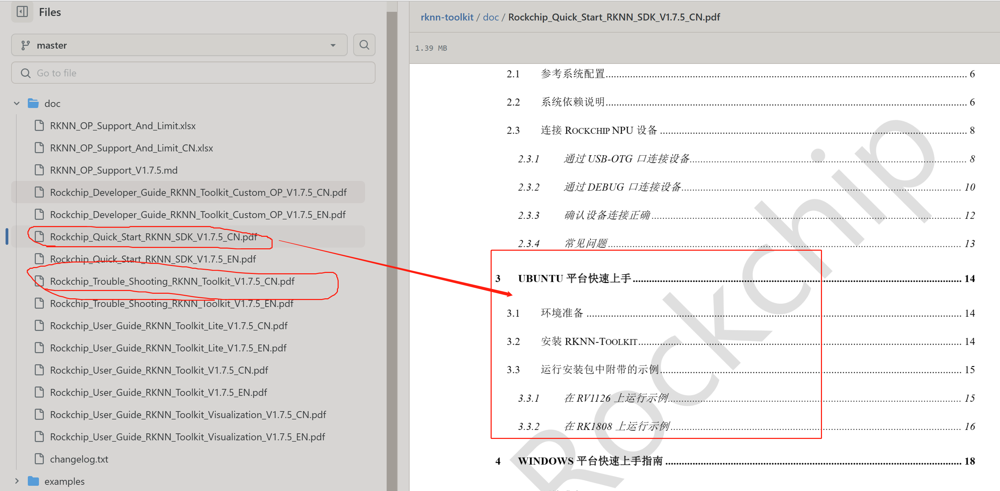 Files
master
Go to file
doc
RKNN_OP_Support_And_Limit.xlsx
RKNN_OP_Support_And_Limit_CN.xlsx
RKNN_OP_Support_V1.7.5.md
Rockchip_Developer_Guide_RKNN_Toolkit_Custom_OP_V1.7.5_CN.pdf
Rockchip_Developer_Guide_RKNN_Toolkit_Custom_OP_V1.7.5_EN.pdf
Rockchip_Quick_Start_RKNN_SDK_V1.7.5_CN.pdf
Rockchip_Quick_Start_RKNN_SDK_V1.7.5_EN.pdf
Rockchip_Trouble_Shooting_RKNN_Toolkit_V1.7.5_CN.pdf
Rockchip_Trouble_Shooting_RKNN_Toolkit_V1.7.5_EN.pdf
Rockchip_User_Guide_RKNN_Toolkit_Lite_V1.7.5_CN.pdf
Rockchip_User_Guide_RKNN_Toolkit_Lite_V1.7.5_EN.pdf
Rockchip_User_Guide_RKNN_Toolkit_V1.7.5_CN.pdf
Rockchip_User_Guide_RKNN_Toolkit_V1.7.5_EN.pdf
Rockchip_User_Guide_RKNN_Toolkit_Visualization_V1.7.5_CN.pdf
Rockchip_User_Guide_RKNN_Toolkit_Visualization_V1.7.5_EN.pdf
changelog.txt
examples
rknn-toolkit / doc / Rockchip_Quick_Start_RKNN_SDK_V1.7.5_CN.pdf
1.39 MB
2.1 参考系统配置 6
2.2 系统依赖说明 6
2.3 连接 ROCKCHIP NPU 设备 8
2.3.1 通过 USB-OTG 口连接设备 8
2.3.2 通过 DEBUG 口连接设备 10
2.3.3 确认设备连接正确 12
2.3.4 常见问题 13
3 UBUNTU 平台快速上手 14
3.1 环境准备 14
3.2 安装 RKNN-TOOLKIT 14
3.3 运行安装包中附带的示例 15
3.3.1 在 RV1126 上运行示例 15
3.3.2 在 RK1808 上运行示例 16
4 WINDOWS 平台快速上手指南 18
Rockchip